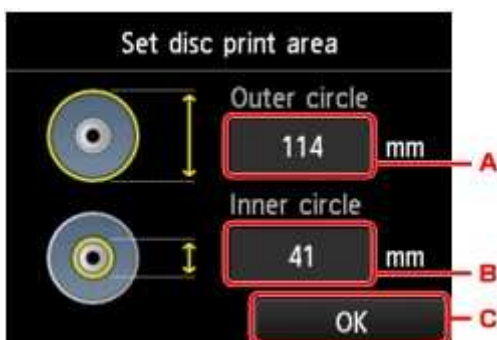 Set disc print area
Outer circle
114 mm
A
Inner circle
41 mm
B
OK
C